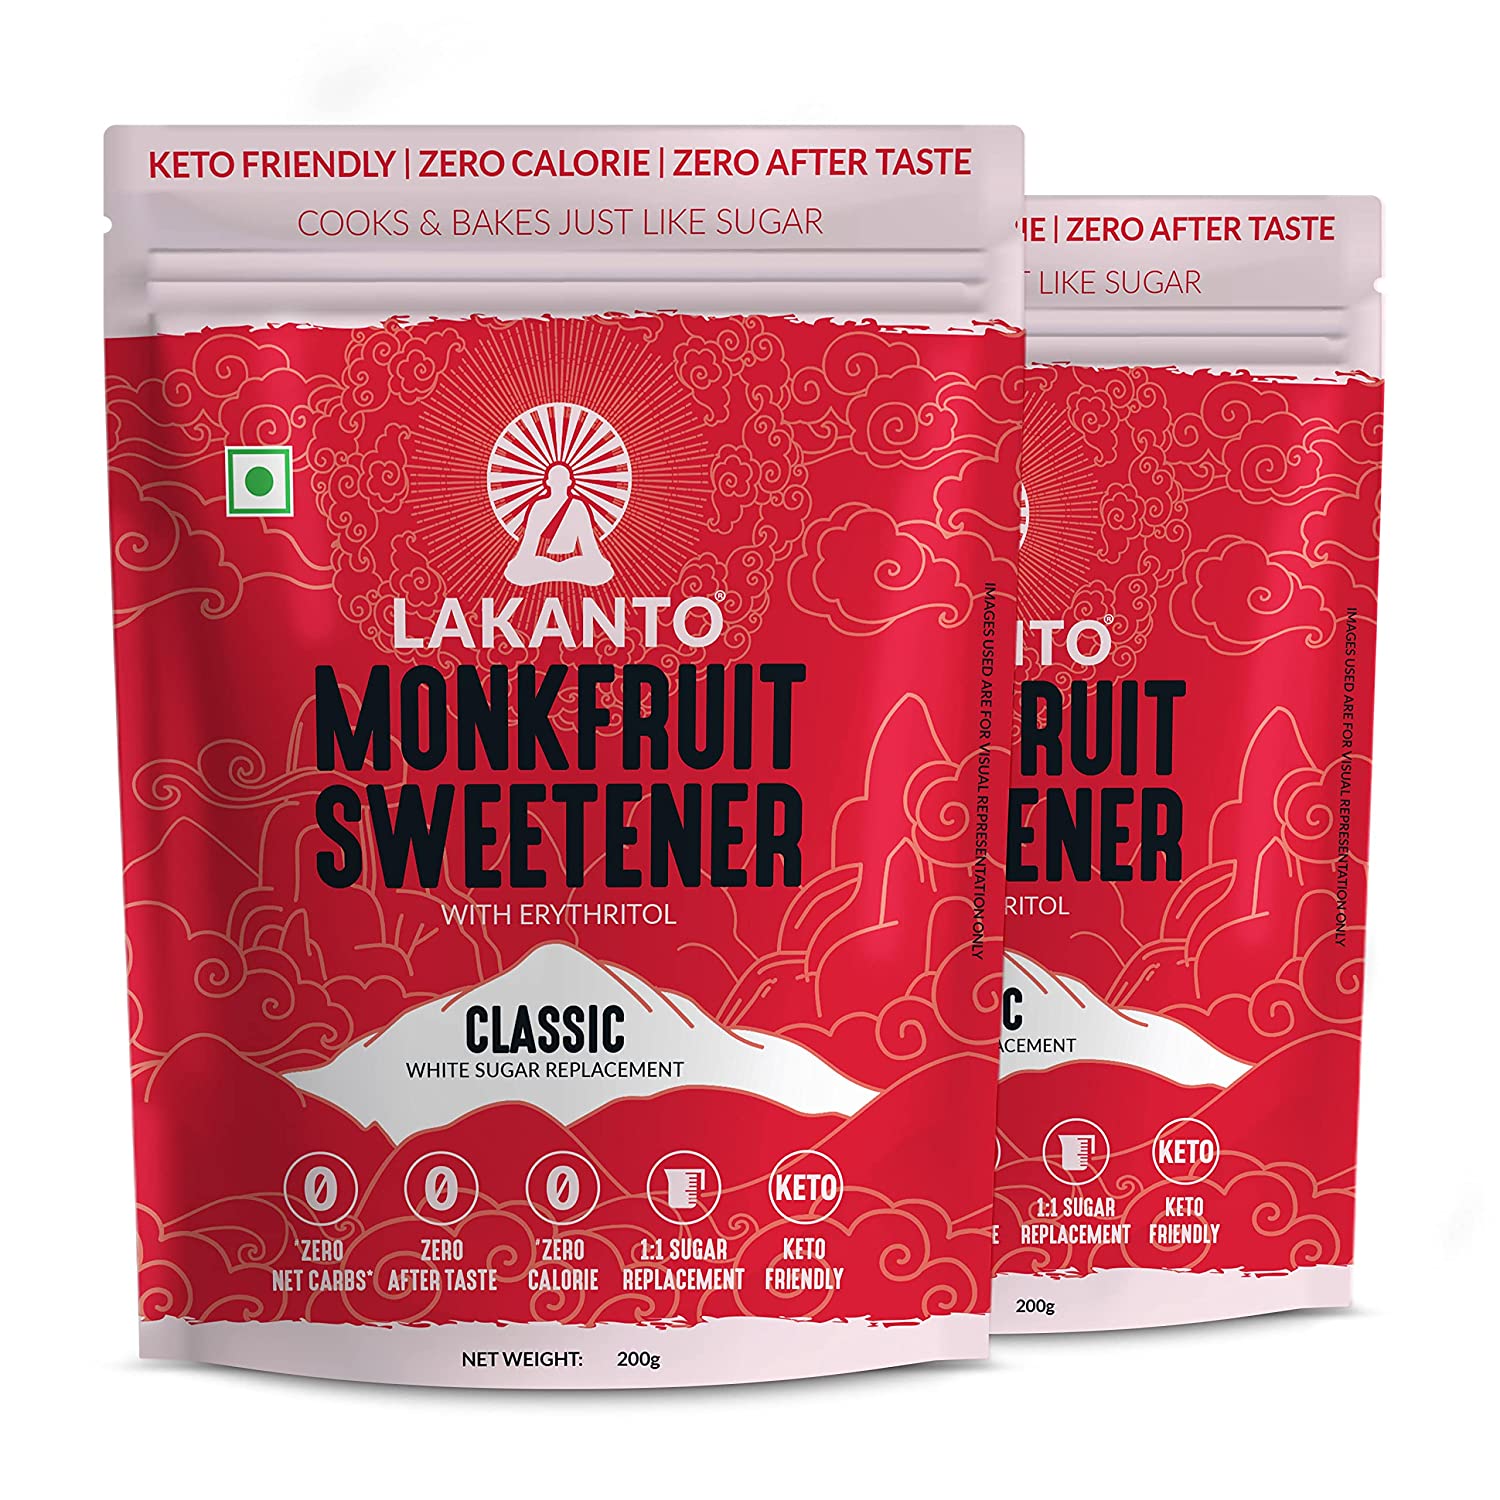 KETO FRIENDLY | ZERO CALORIE | ZERO AFTER TASTE
COOKS & BAKES JUST LIKE SUGAR
LAKANTO®
MONKFRUIT
SWEETENER
WITH ERYTHRITOL
CLASSIC
WHITE SUGAR REPLACEMENT
0
0
0
KETO
*ZERO
NET CARBS*
ZERO
AFTER TASTE
*ZERO
CALORIE
1:1 SUGAR
REPLACEMENT
KETO
FRIENDLY
NET WEIGHT: 200g
IMAGES USED ARE FOR VISUAL REPRESENTATION ONLY
IE | ZERO AFTER TASTE
T LIKE SUGAR
NTO®
RUIT
ENER
RITOL
C
ACEMENT
KETO
E
1:1 SUGAR
REPLACEMENT
KETO
FRIENDLY
200g
IMAGES USED ARE FOR VISUAL REPRESENTATION ONLY